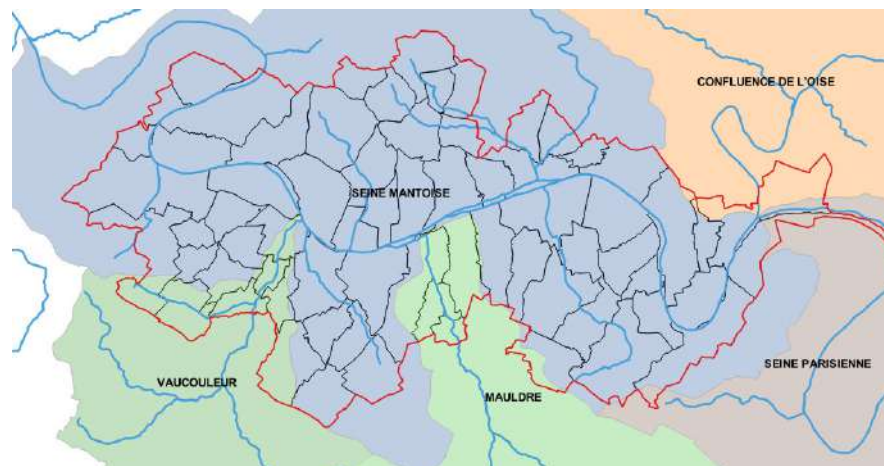 CONFLUENCE DE L'OISE
SEINE MANTOISE
SEINE PARISIENNE
VAUCOULEUR
MAULDRE